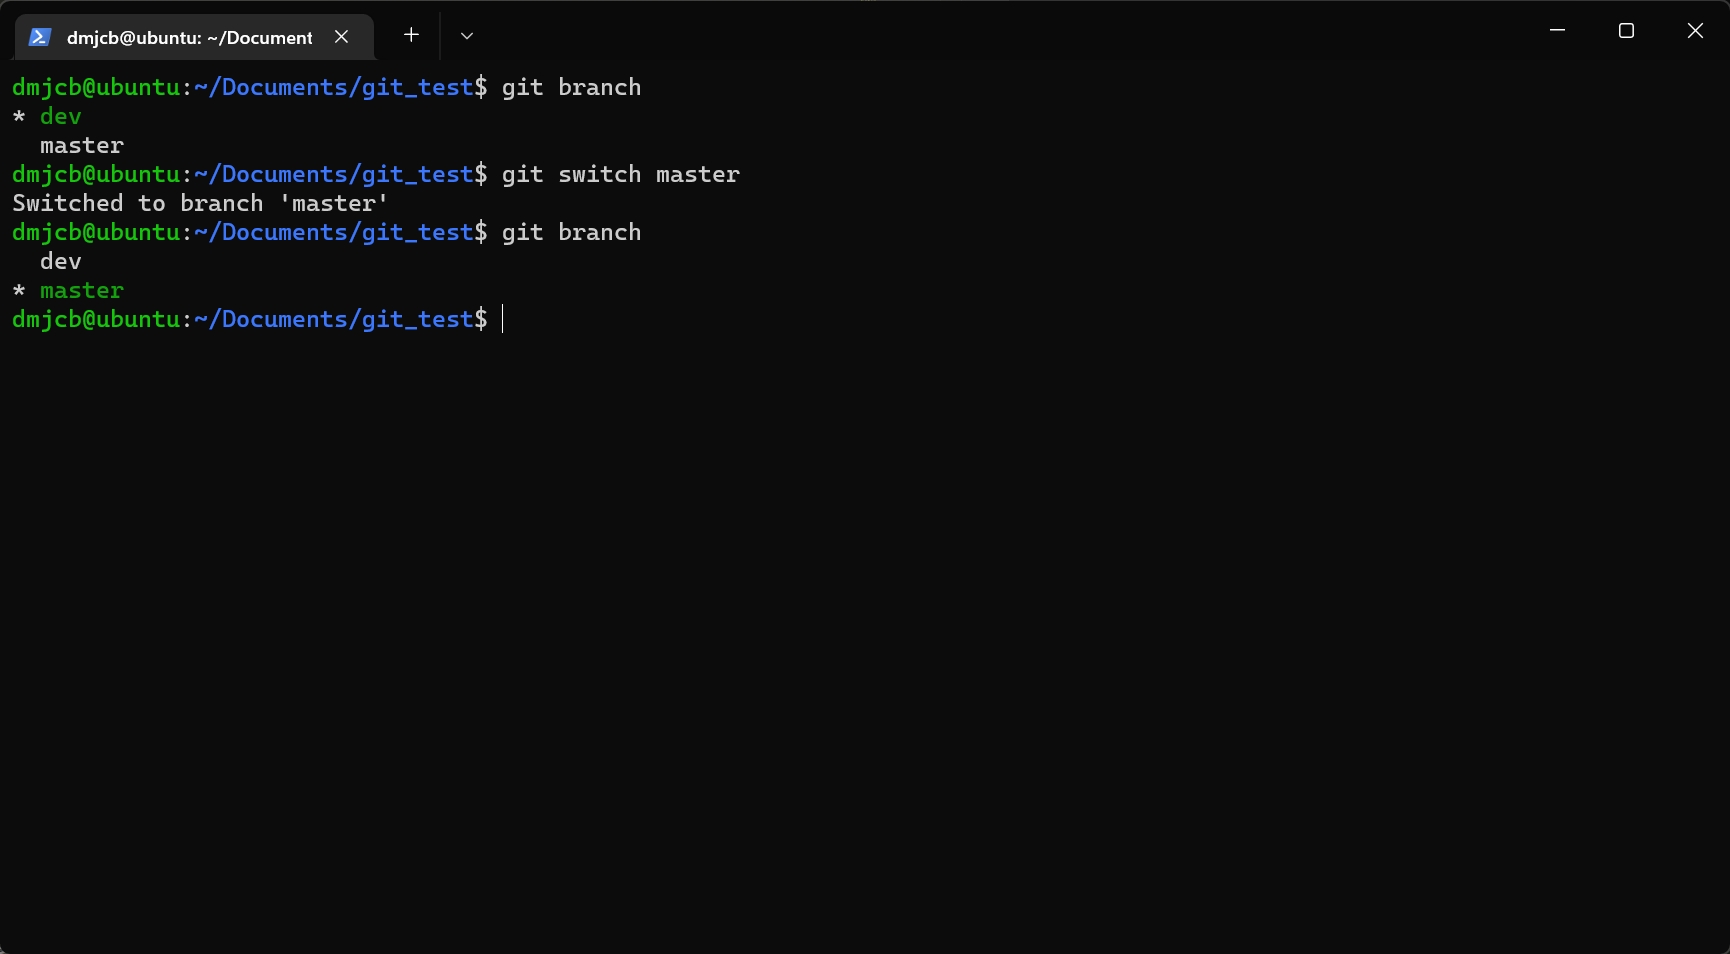 dmjcb@ubuntu: ~/Document
dmjcb@ubuntu:~/Documents/git_test$ git branch
* dev
  master
dmjcb@ubuntu:~/Documents/git_test$ git switch master
Switched to branch 'master'
dmjcb@ubuntu:~/Documents/git_test$ git branch
  dev
* master
dmjcb@ubuntu:~/Documents/git_test$